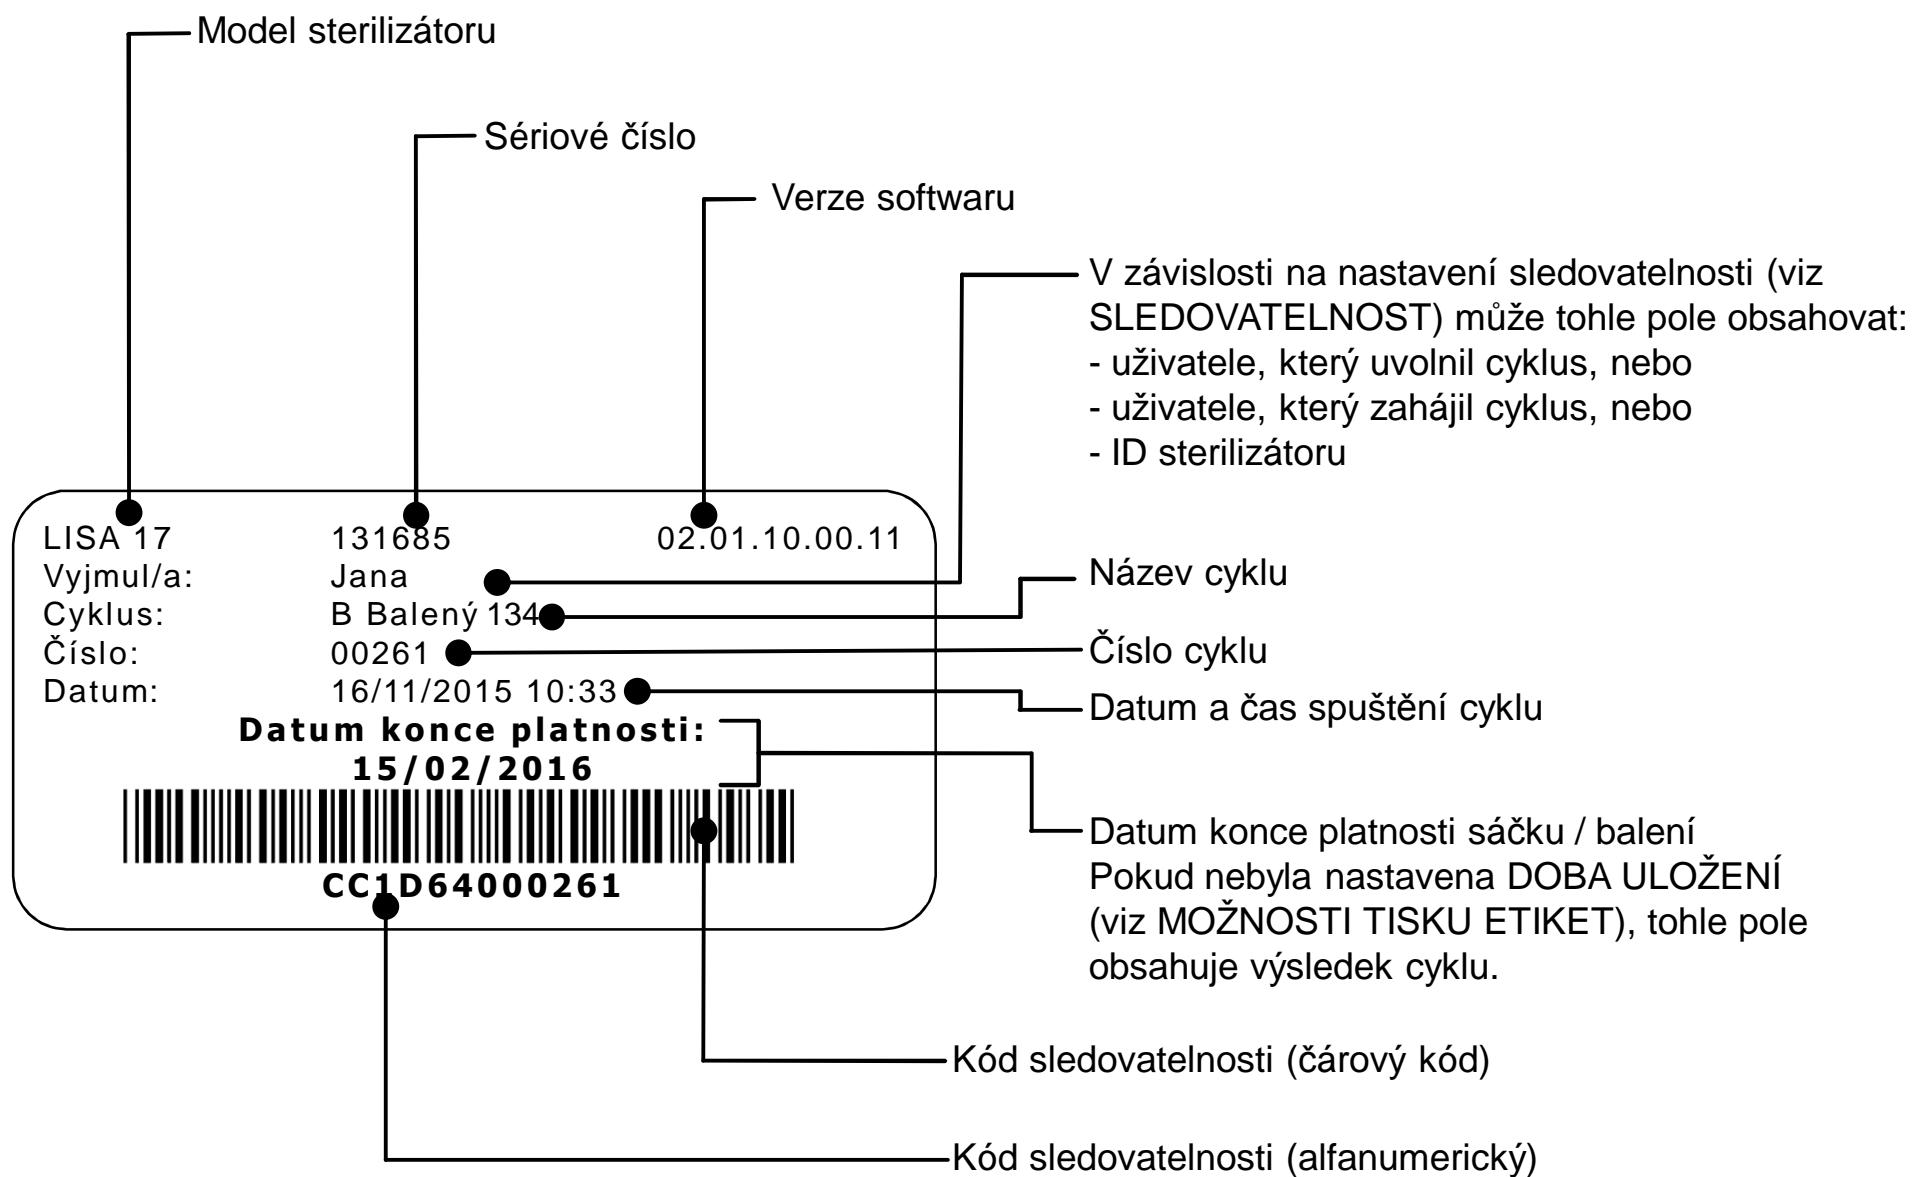 Model sterilizátoru
Sériové číslo
Verze softwaru
V závislosti na nastavení sledovatelnosti (viz
SLEDOVATELNOST) může tohle pole obsahovat:
- uživatele, který uvolnil cyklus, nebo
- uživatele, který zahájil cyklus, nebo
- ID sterilizátoru
LISA 17 131685 02.01.10.00.11
Vyjmul/a: Jana
Cyklus: B Balený 134
Číslo: 00261
Datum: 16/11/2015 10:33
Datum konce platnosti:
15/02/2016
CC1D64000261
Název cyklu
Číslo cyklu
Datum a čas spuštění cyklu
Datum konce platnosti sáčku / balení
Pokud nebyla nastavena DOBA ULOŽENÍ
(viz MOŽNOSTI TISKU ETIKET), tohle pole
obsahuje výsledek cyklu.
Kód sledovatelnosti (čárový kód)
Kód sledovatelnosti (alfanumerický)